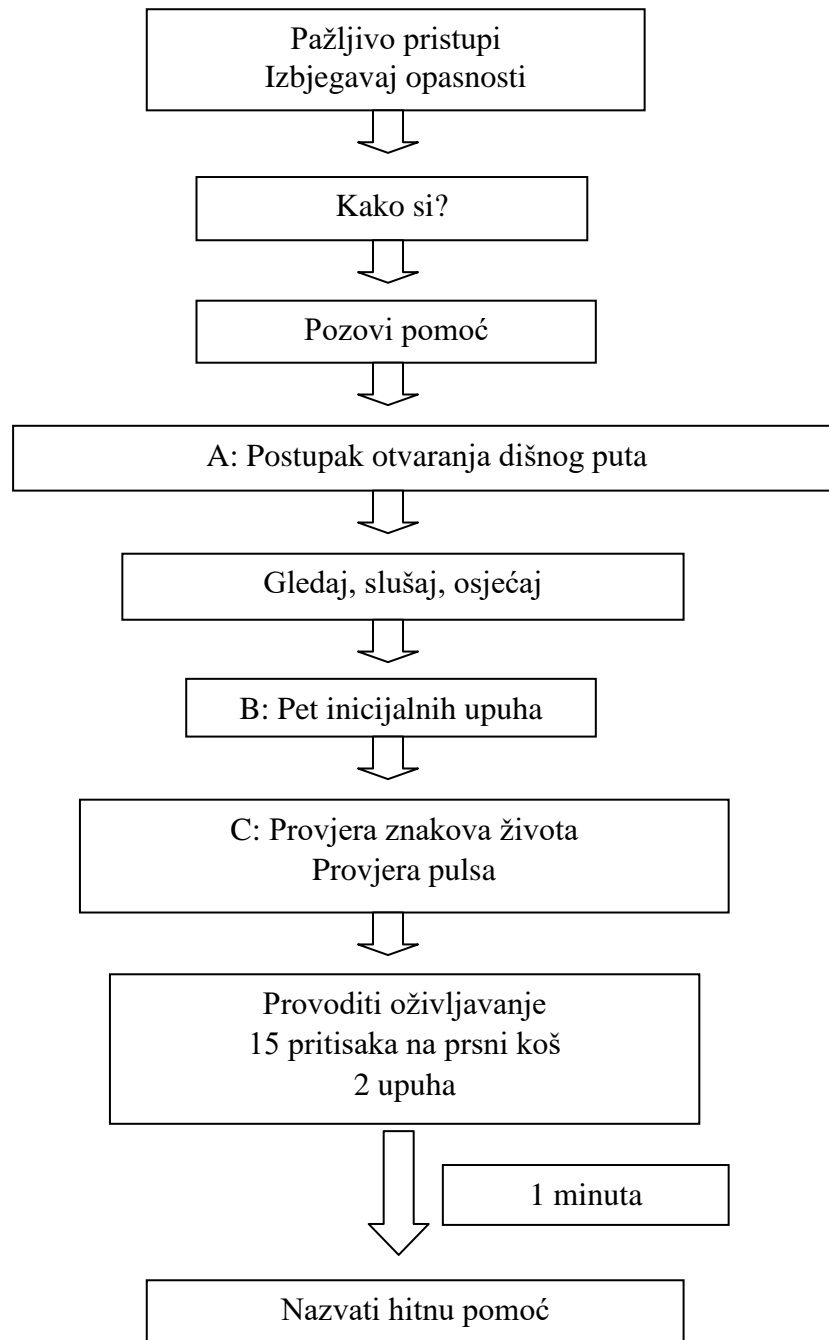 Pažljivo pristupi
Izbjegavaj opasnosti
Kako si?
Pozovi pomoć
A: Postupak otvaranja dišnog puta
Gledaj, slušaj, osjećaj
B: Pet inicijalnih upuha
C: Provjera znakova života
Provjera pulsa
Provoditi oživljavanje
15 pritisaka na prsni koš
2 upuha
1 minuta
Nazvati hitnu pomoć